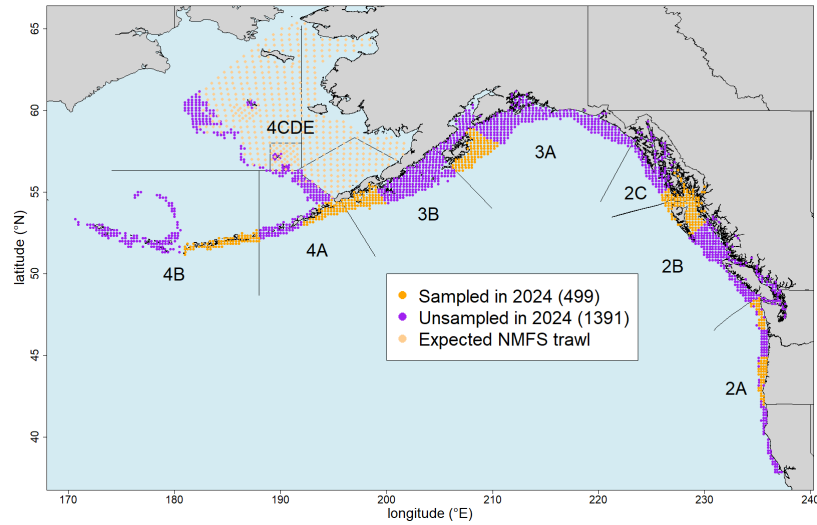 65
60
55
50
45
40
latitude (°N)
4CDE
3A
2C
3B
4A
4B
2B
2A
Sampled in 2024 (499)
Unsampled in 2024 (1391)
Expected NMFS trawl
170
180
190
200
210
220
230
240
longitude (°E)